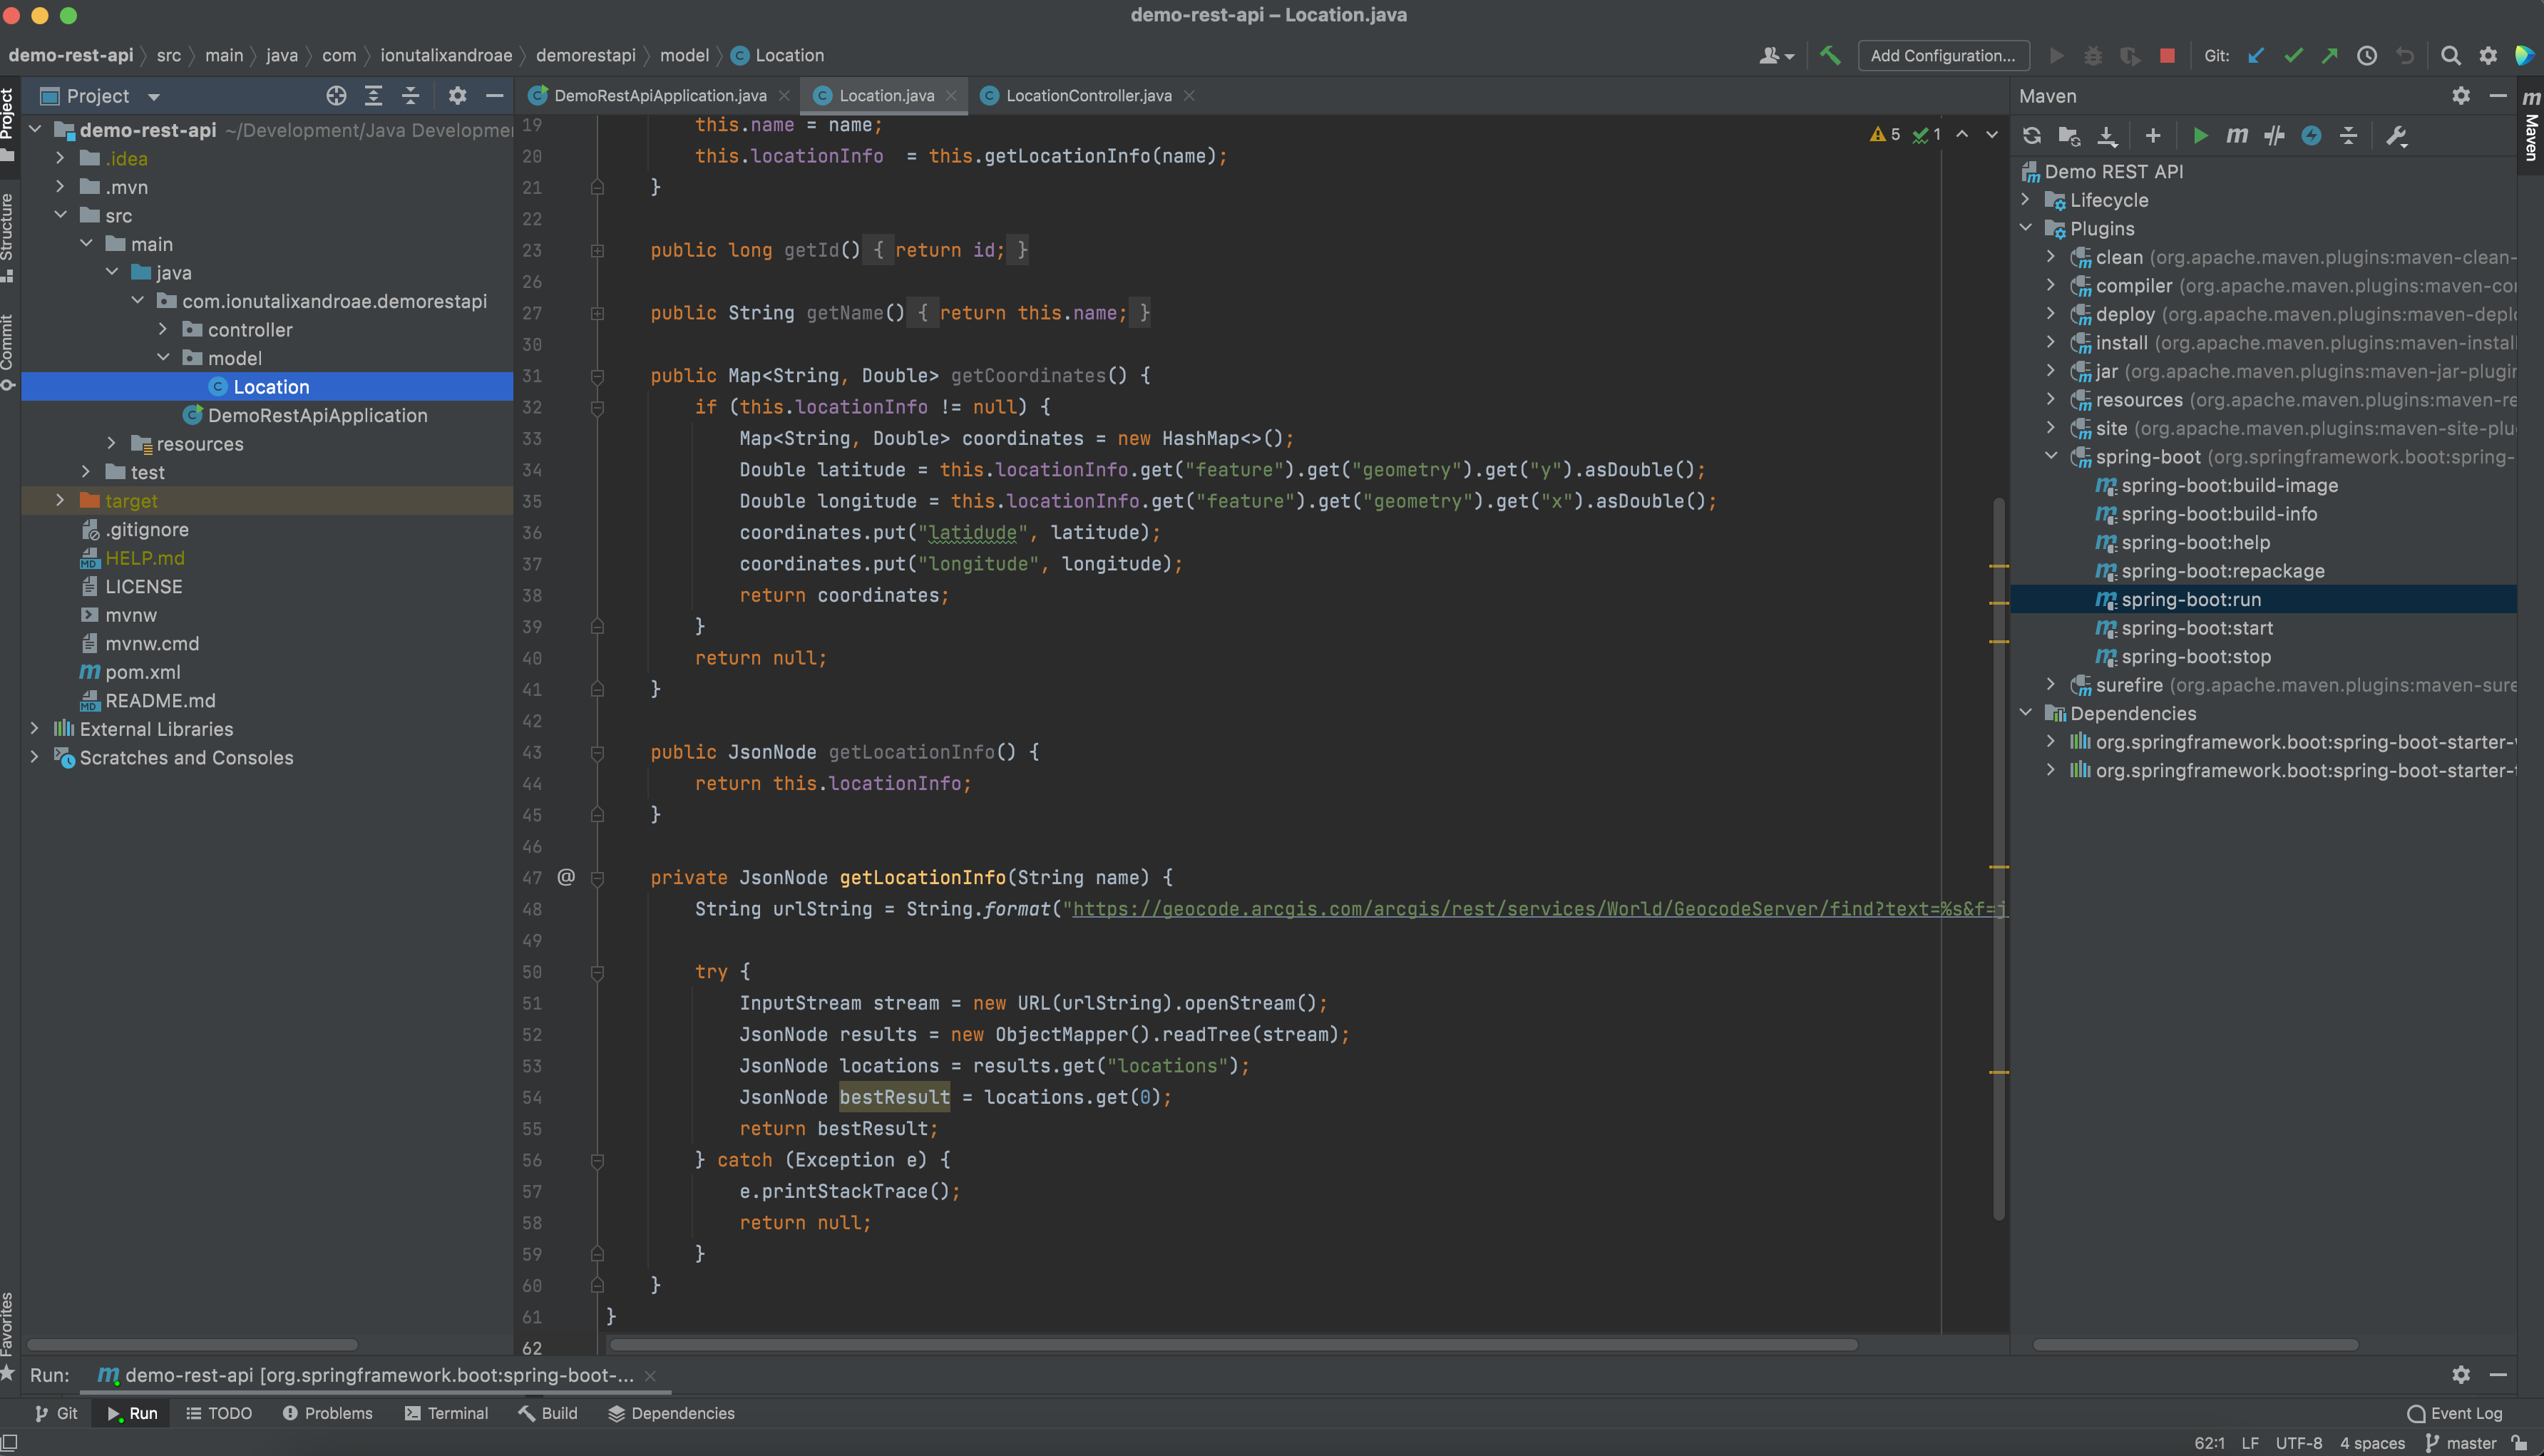 demo-rest-api – Location.java
demo-rest-api src main java com ionutalixandroae demorestapi model Location
Add Configuration...
Git:
Project
DemoRestApiApplication.java
Location.java
LocationController.java
Maven
Project
Structure
Commit
Favorites
demo-rest-api ~/Development/Java Developmen
.idea
.mvn
src
main
java
com.ionutalixandroae.demorestapi
controller
model
Location
DemoRestApiApplication
resources
test
target
.gitignore
HELP.md
LICENSE
mvnw
mvnw.cmd
pom.xml
README.md
External Libraries
Scratches and Consoles
5 1
19 this.name = name;
20 this.locationInfo  = this.getLocationInfo(name);
21 }
22
23 public long getId() { return id; }
26
27 public String getName() { return this.name; }
30
31 public Map<String, Double> getCoordinates() {
32 if (this.locationInfo != null) {
33 Map<String, Double> coordinates = new HashMap<>();
34 Double latitude = this.locationInfo.get("feature").get("geometry").get("y").asDouble();
35 Double longitude = this.locationInfo.get("feature").get("geometry").get("x").asDouble();
36 coordinates.put("latidude", latitude);
37 coordinates.put("longitude", longitude);
38 return coordinates;
39 }
40 return null;
41 }
42
43 public JsonNode getLocationInfo() {
44 return this.locationInfo;
45 }
46
47 @ private JsonNode getLocationInfo(String name) {
48 String urlString = String.format("https://geocode.arcgis.com/arcgis/rest/services/World/GeocodeServer/find?text=%s&f=j
49
50 try {
51 InputStream stream = new URL(urlString).openStream();
52 JsonNode results = new ObjectMapper().readTree(stream);
53 JsonNode locations = results.get("locations");
54 JsonNode bestResult = locations.get(0);
55 return bestResult;
56 } catch (Exception e) {
57 e.printStackTrace();
58 return null;
59 }
60 }
61 }
62
Demo REST API
Lifecycle
Plugins
clean (org.apache.maven.plugins:maven-clean-
compiler (org.apache.maven.plugins:maven-co
deploy (org.apache.maven.plugins:maven-depl
install (org.apache.maven.plugins:maven-install
jar (org.apache.maven.plugins:maven-jar-plugin
resources (org.apache.maven.plugins:maven-re
site (org.apache.maven.plugins:maven-site-plu
spring-boot (org.springframework.boot:spring-
spring-boot:build-image
spring-boot:build-info
spring-boot:help
spring-boot:repackage
spring-boot:run
spring-boot:start
spring-boot:stop
surefire (org.apache.maven.plugins:maven-sure
Dependencies
org.springframework.boot:spring-boot-starter-
org.springframework.boot:spring-boot-starter-
Maven
Run: demo-rest-api [org.springframework.boot:spring-boot-...
Git Run TODO Problems Terminal Build Dependencies
Event Log
62:1 LF UTF-8 4 spaces master